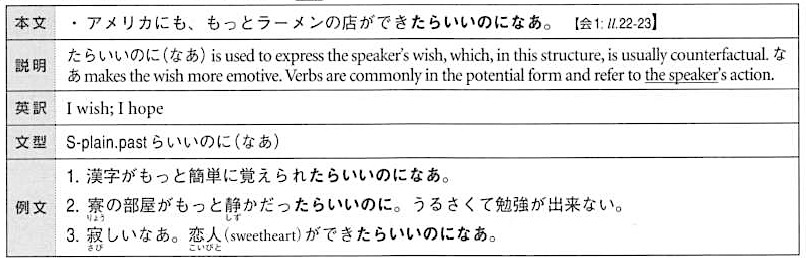 本文 ・アメリカにも、もっとラーメンの店ができたらいいのになあ。 【会1: ll.22-23】
説明 たらいいのに(なあ) is used to express the speaker's wish, which, in this structure, is usually counterfactual. な
あ makes the wish more emotive. Verbs are commonly in the potential form and refer to the speaker's action.
英訳 I wish; I hope
文型 S-plain.past らいいのに(なあ)
例文 1. 漢字がもっと簡単に覚えられたらいいのになあ。
2. 寮の部屋がもっと静かだったらいいのに。うるさくて勉強が出来ない。
りょう しず
3. 寂しいなあ。恋人(sweetheart)ができたらいいのになあ。
さび こいびと